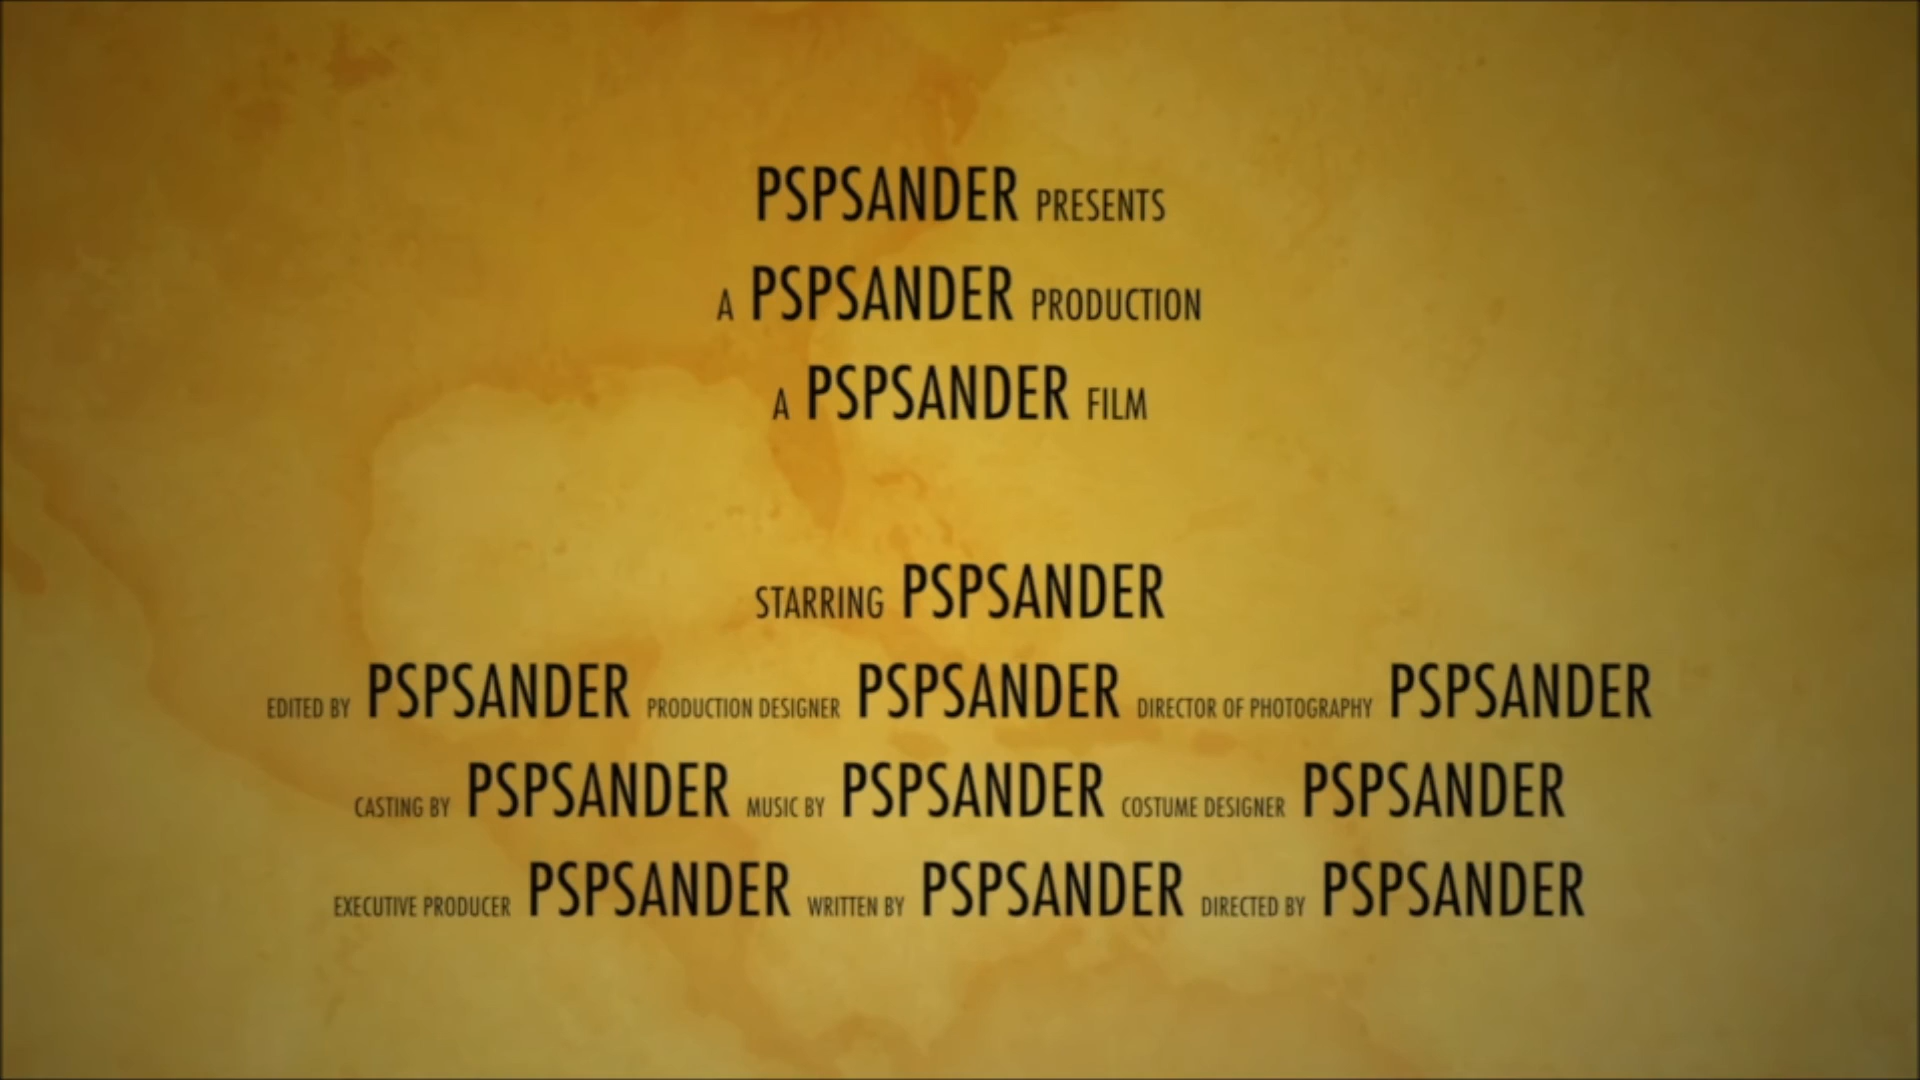 PSPSANDER PRESENTS
A PSPSANDER PRODUCTION
A PSPSANDER FILM
STARRING PSPSANDER
EDITED BY PSPSANDER PRODUCTION DESIGNER PSPSANDER DIRECTOR OF PHOTOGRAPHY PSPSANDER
CASTING BY PSPSANDER MUSIC BY PSPSANDER COSTUME DESIGNER PSPSANDER
EXECUTIVE PRODUCER PSPSANDER WRITTEN BY PSPSANDER DIRECTED BY PSPSANDER